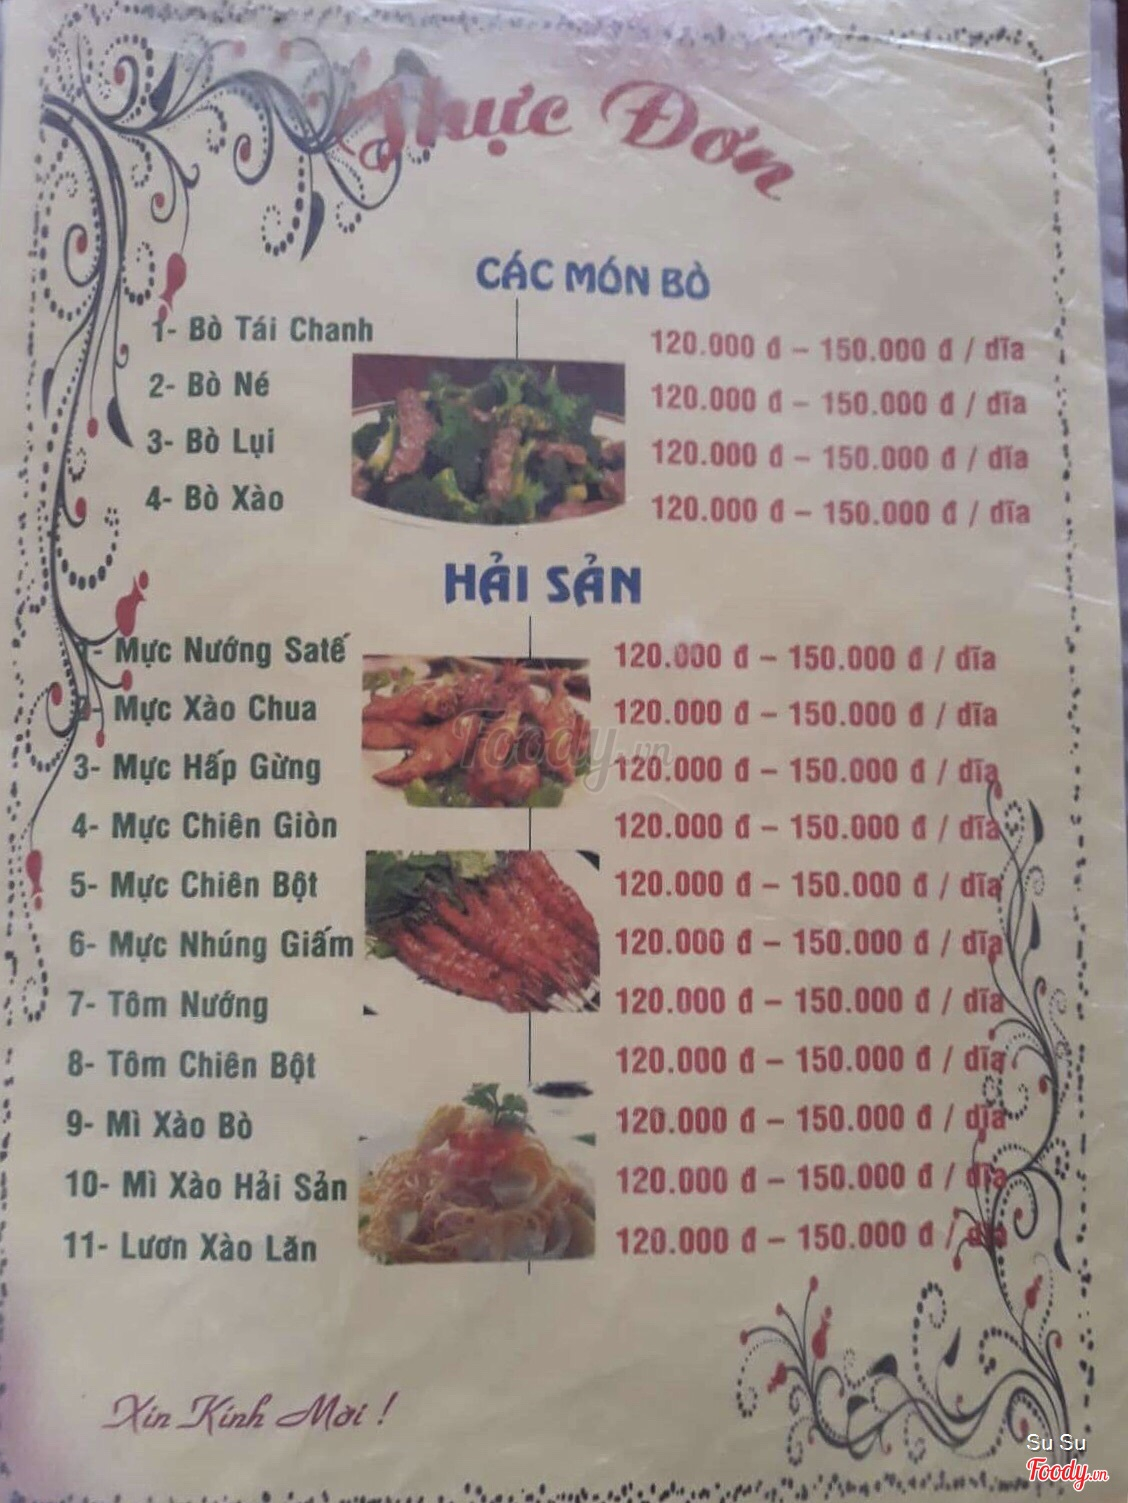 Thực Đơn
CÁC MÓN BÒ
1- Bò Tái Chanh 120.000 đ – 150.000 đ / dĩa
2- Bò Né 120.000 đ – 150.000 đ / dĩa
3- Bò Lụi 120.000 đ – 150.000 đ / dĩa
4- Bò Xào 120.000 đ – 150.000 đ / dĩa
HẢI SẢN
1- Mực Nướng Satế 120.000 đ – 150.000 đ / dĩa
2- Mực Xào Chua 120.000 đ – 150.000 đ / dĩa
3- Mực Hấp Gừng 120.000 đ – 150.000 đ / dĩa
4- Mực Chiên Giòn 120.000 đ – 150.000 đ / dĩa
5- Mực Chiên Bột 120.000 đ – 150.000 đ / dĩa
6- Mực Nhúng Giấm 120.000 đ – 150.000 đ / dĩa
7- Tôm Nướng 120.000 đ – 150.000 đ / dĩa
8- Tôm Chiên Bột 120.000 đ – 150.000 đ / dĩa
9- Mì Xào Bò 120.000 đ – 150.000 đ / dĩa
10- Mì Xào Hải Sản 120.000 đ – 150.000 đ / dĩa
11- Lươn Xào Lăn 120.000 đ – 150.000 đ / dĩa
Foody.vn
Xin Kính Mời !
Su Su
Foody.vn